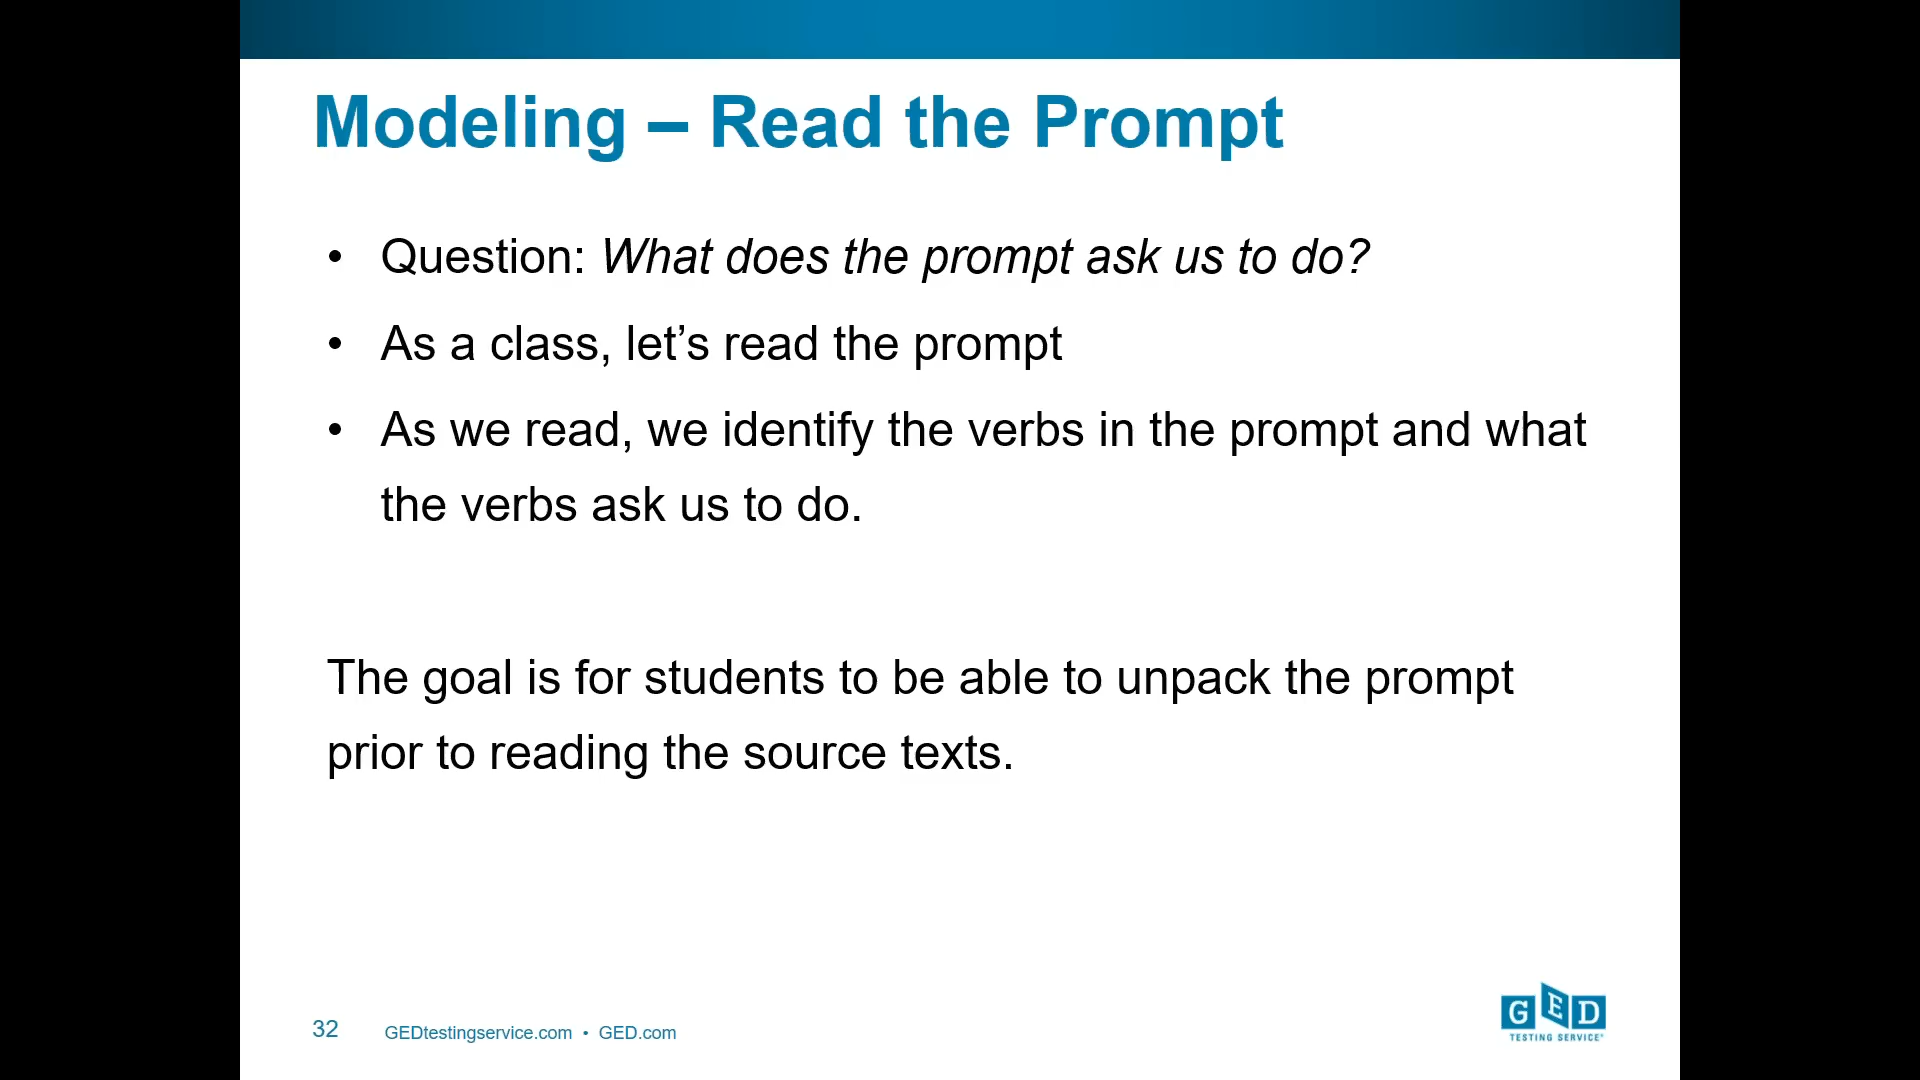 Modeling – Read the Prompt
• Question: What does the prompt ask us to do?
• As a class, let’s read the prompt
• As we read, we identify the verbs in the prompt and what
the verbs ask us to do.
The goal is for students to be able to unpack the prompt
prior to reading the source texts.
32 GEDtestingservice.com • GED.com
GED
TESTING SERVICE®